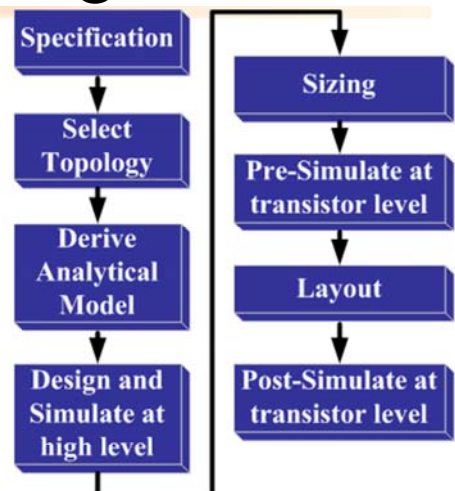 Specification
Select
Topology
Derive
Analytical
Model
Design and
Simulate at
high level
Sizing
Pre-Simulate at
transistor level
Layout
Post-Simulate at
transistor level